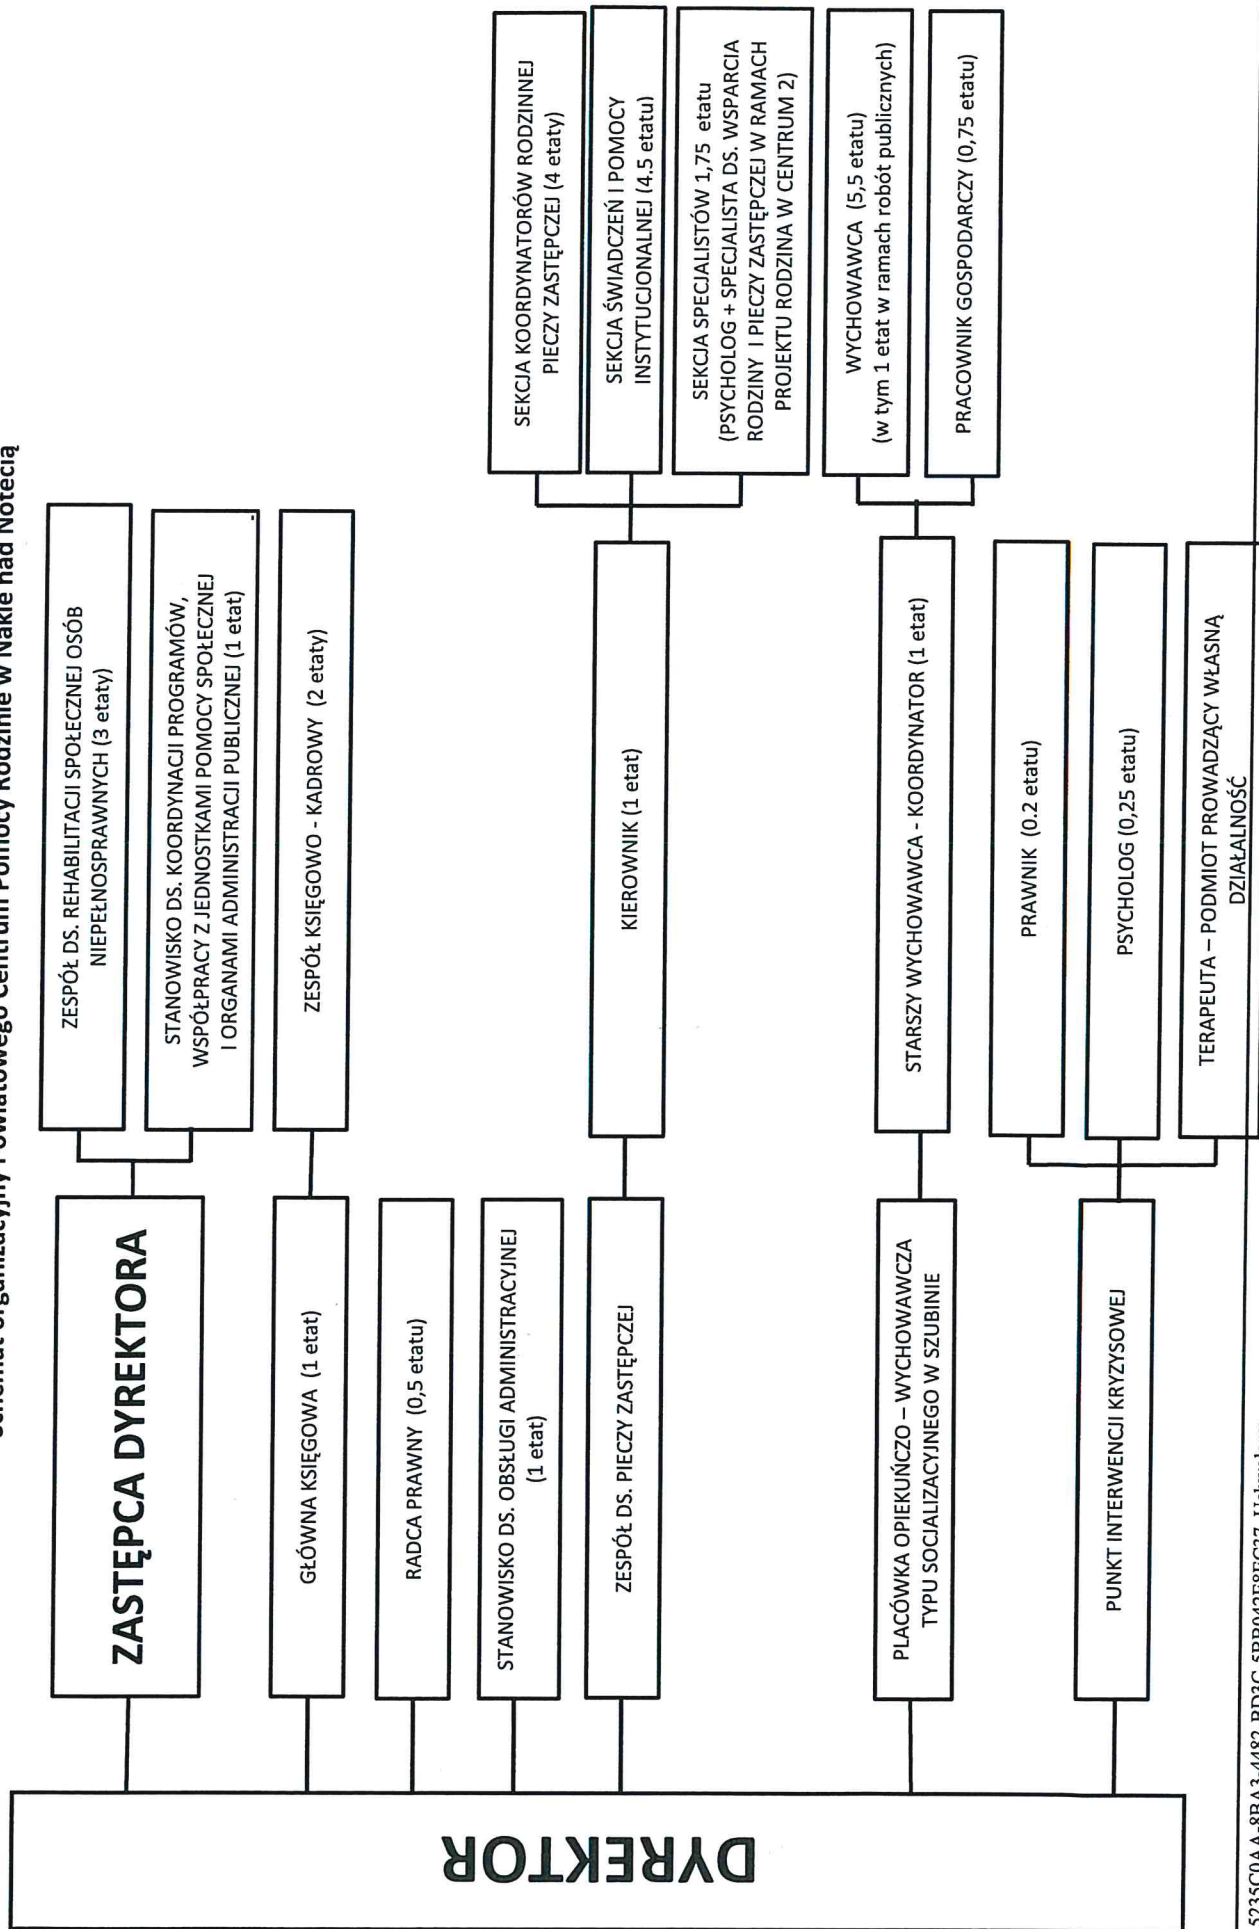 Schemat organizacyjny Powiatowego Centrum Pomocy Rodzinie w Nakle nad Notecią
DYREKTOR
ZASTĘPCA DYREKTORA
ZESPÓŁ DS. REHABILITACJI SPOŁECZNEJ OSÓB
NIEPEŁNOSPRAWNYCH (3 etaty)
STANOWISKO DS. KOORDYNACJI PROGRAMÓW,
WSPÓŁPRACY Z JEDNOSTKAMI POMOCY SPOŁECZNEJ
I ORGANAMI ADMINISTRACJI PUBLICZNEJ (1 etat)
GŁÓWNA KSIĘGOWA (1 etat)
ZESPÓŁ KSIĘGOWO - KADROWY (2 etaty)
RADCA PRAWNY (0,5 etatu)
STANOWISKO DS. OBSŁUGI ADMINISTRACYJNEJ
(1 etat)
ZESPÓŁ DS. PIECZY ZASTĘPCZEJ
KIEROWNIK (1 etat)
SEKCJA KOORDYNATORÓW RODZINNEJ
PIECZY ZASTĘPCZEJ (4 etaty)
SEKCJA ŚWIADCZEŃ I POMOCY
INSTYTUCJONALNEJ (4.5 etatu)
SEKCJA SPECJALISTÓW 1,75 etatu
(PSYCHOLOG + SPECJALISTA DS. WSPARCIA
RODZINY I PIECZY ZASTĘPCZEJ W RAMACH
PROJEKTU RODZINA W CENTRUM 2)
PLACÓWKA OPIEKUŃCZO – WYCHOWAWCZA
TYPU SOCJALIZACYJNEGO W SZUBINIE
STARSZY WYCHOWAWCA - KOORDYNATOR (1 etat)
WYCHOWAWCA (5,5 etatu)
(w tym 1 etat w ramach robót publicznych)
PRACOWNIK GOSPODARCZY (0,75 etatu)
PUNKT INTERWENCJI KRYZYSOWEJ
PRAWNIK (0.2 etatu)
PSYCHOLOG (0,25 etatu)
TERAPEUTA – PODMIOT PROWADZĄCY WŁASNĄ
DZIAŁALNOŚĆ